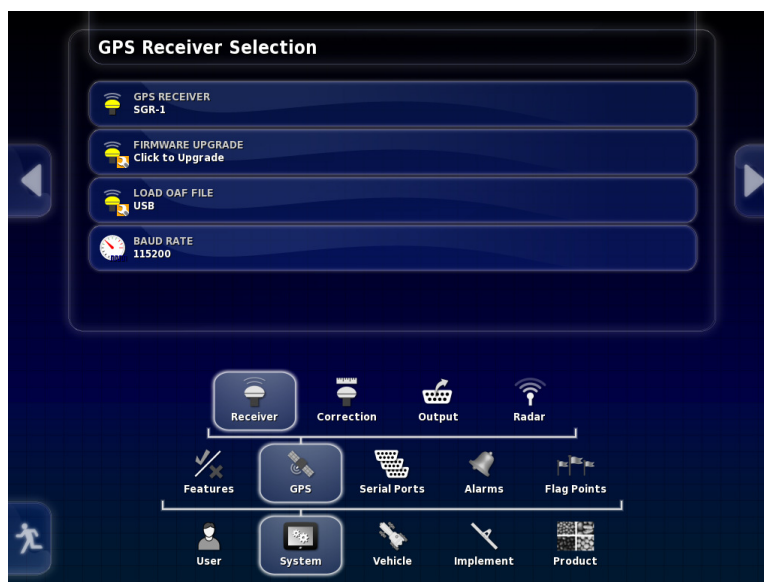 GPS Receiver Selection
GPS RECEIVER
SGR-1
FIRMWARE UPGRADE
Click to Upgrade
LOAD OAF FILE
USB
BAUD RATE
115200
Receiver Correction Output Radar
Features GPS Serial Ports Alarms Flag Points
User System Vehicle Implement Product